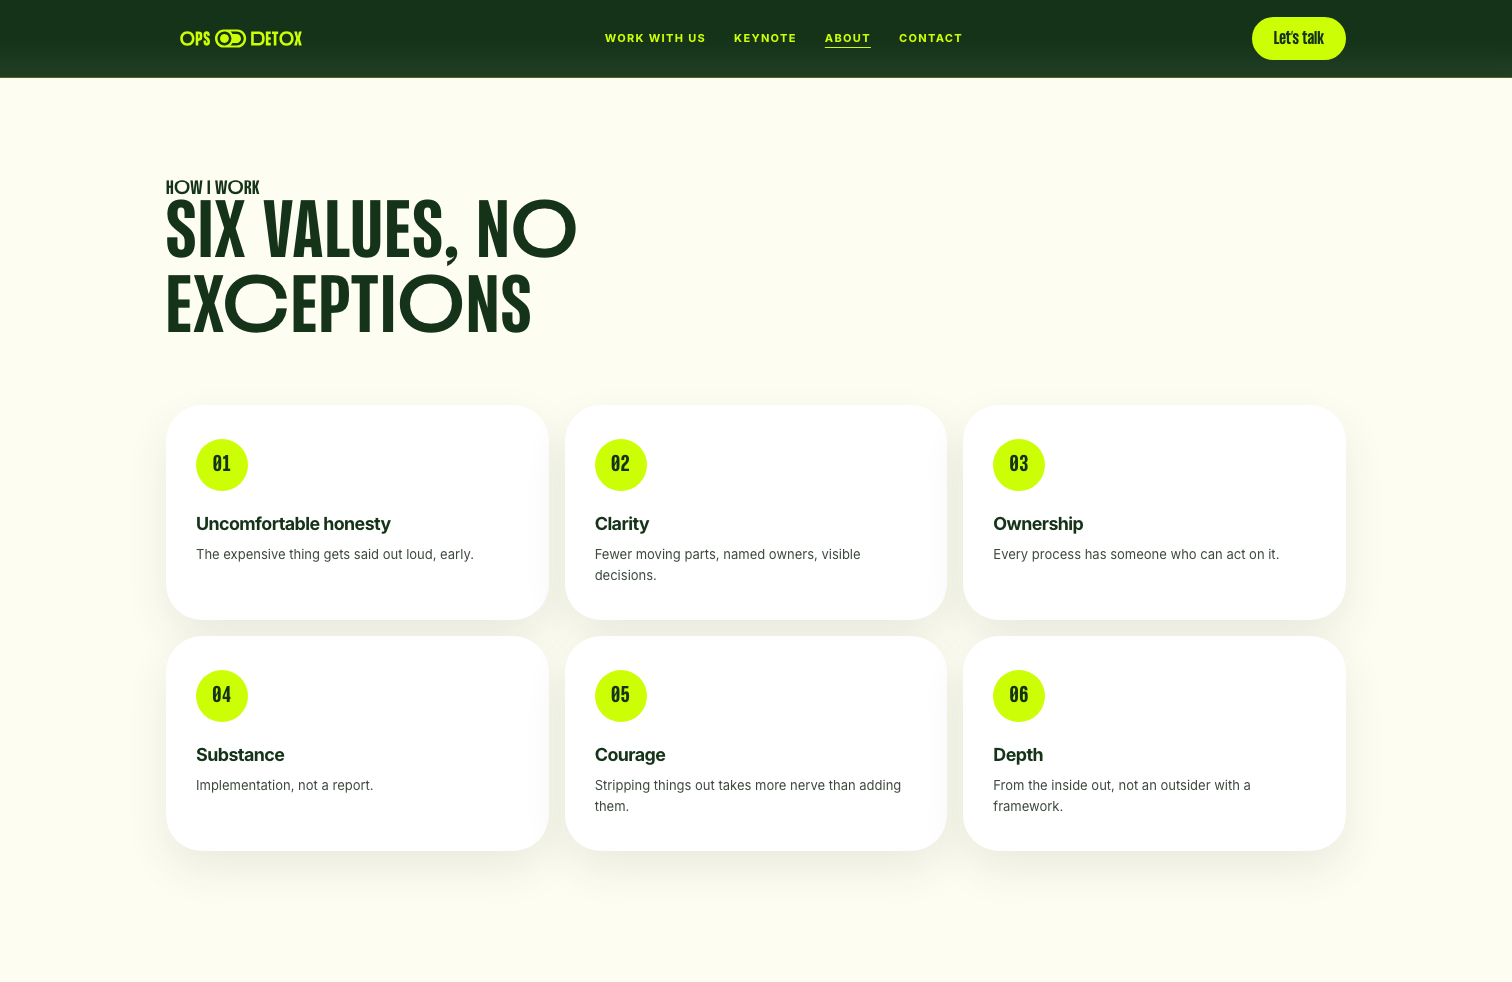 OPS DETOX
WORK WITH US
KEYNOTE
ABOUT
CONTACT
Let's talk
HOW I WORK
SIX VALUES, NO
EXCEPTIONS
01
Uncomfortable honesty
The expensive thing gets said out loud, early.
02
Clarity
Fewer moving parts, named owners, visible
decisions.
03
Ownership
Every process has someone who can act on it.
04
Substance
Implementation, not a report.
05
Courage
Stripping things out takes more nerve than adding
them.
06
Depth
From the inside out, not an outsider with a
framework.